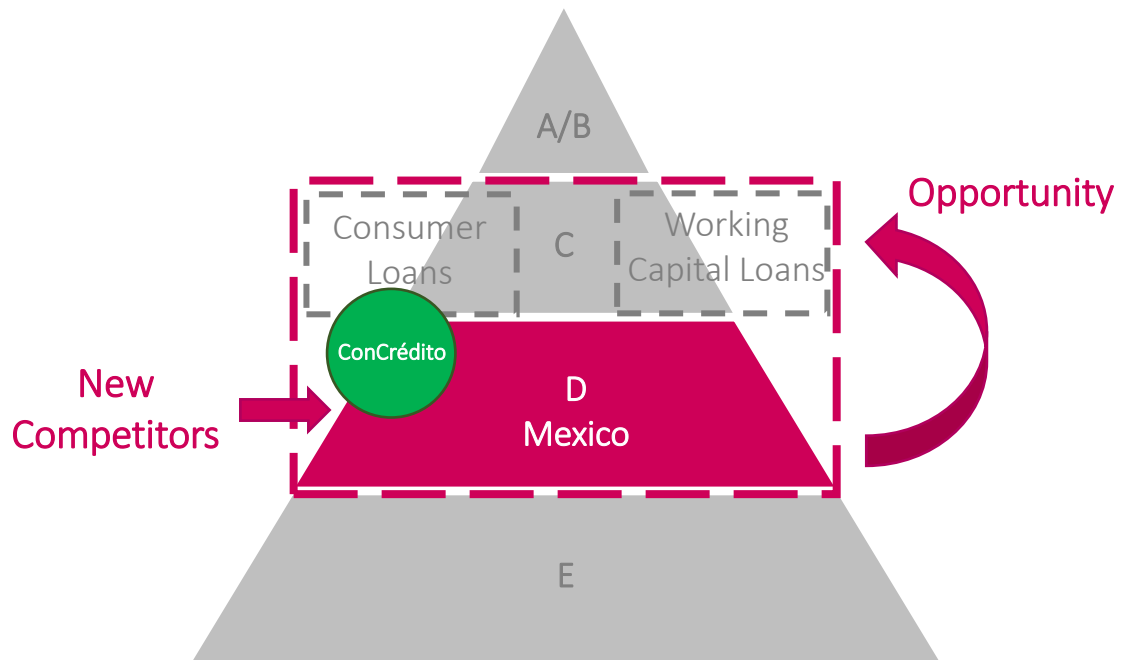 A/B
Opportunity
Consumer
Loans
C
Working
Capital Loans
ConCrédito
New
Competitors
D
Mexico
E